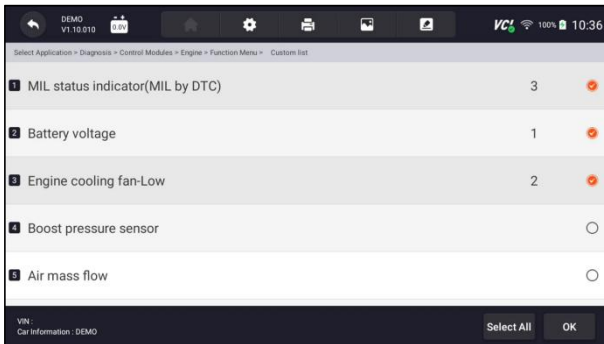 DEMO
V1.10.010
0.0V
VC! 100% 10:36
Select Application > Diagnosis > Control Modules > Engine > Function Menu > Custom list
1 MIL status indicator(MIL by DTC) 3
2 Battery voltage 1
3 Engine cooling fan-Low 2
4 Boost pressure sensor
5 Air mass flow
VIN :
Car Information : DEMO
Select All OK